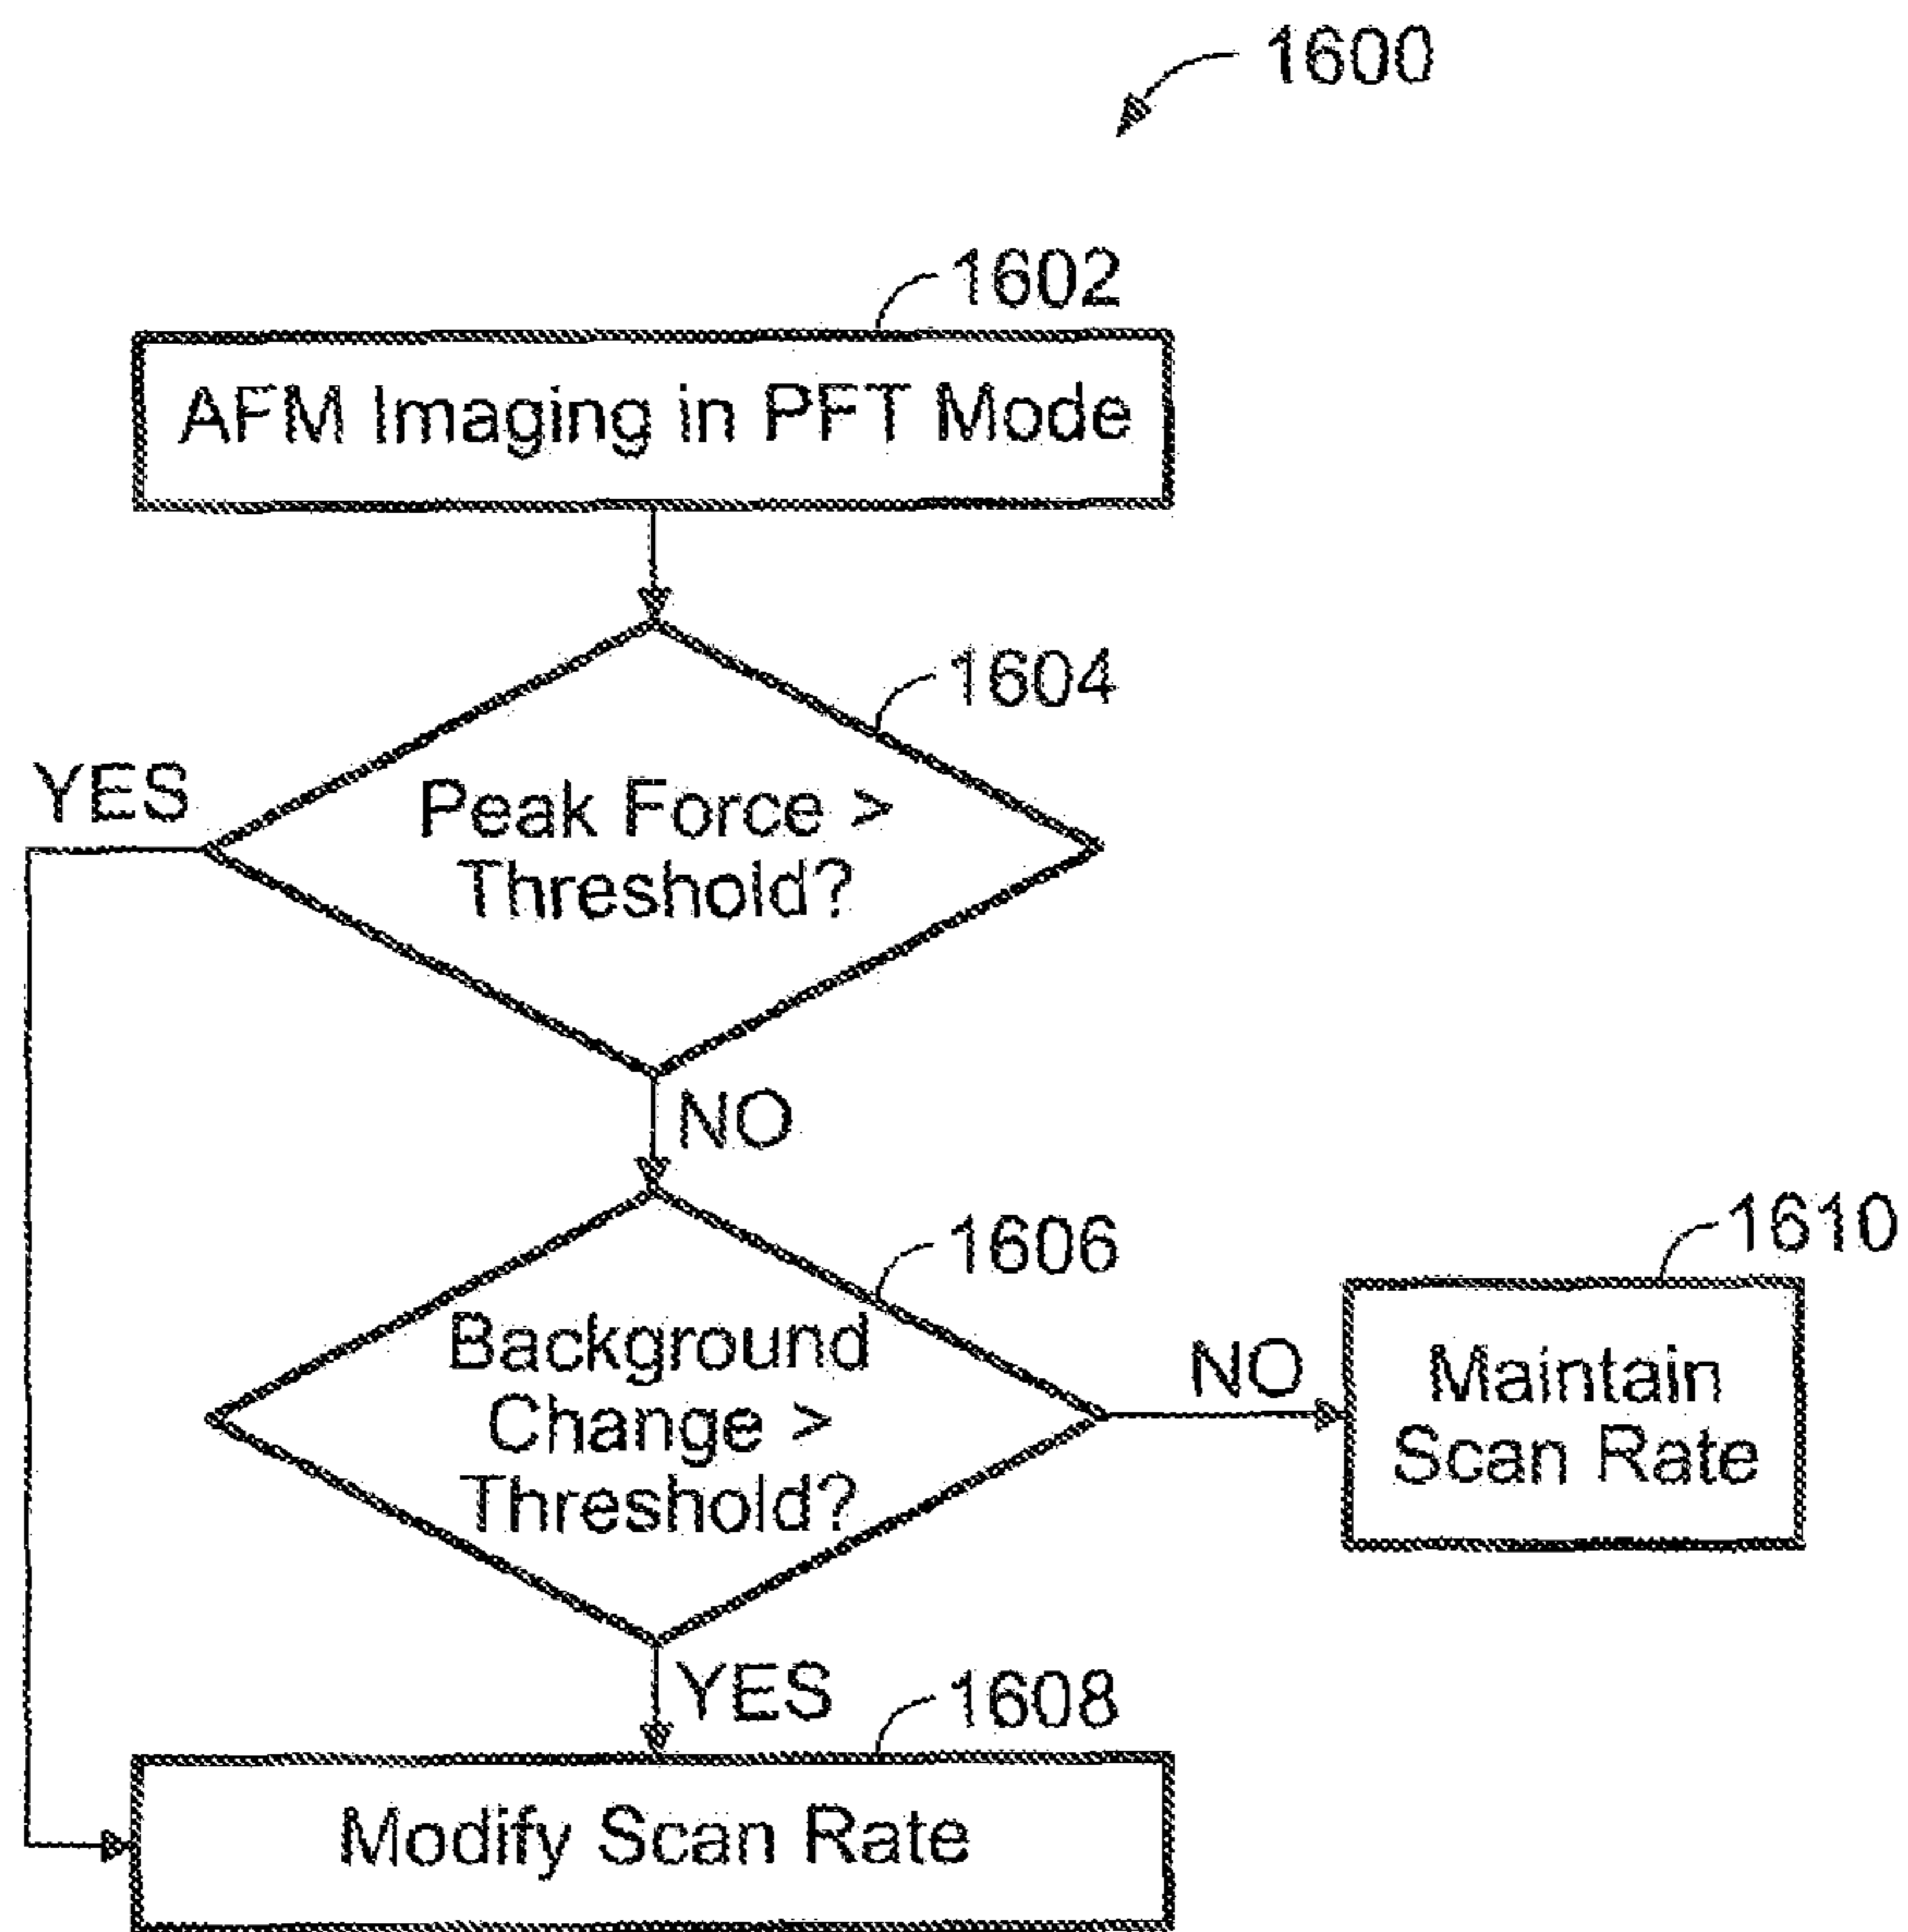 1600
1602
AFM Imaging in PFT Mode
1604
YES
Peak Force >
Threshold?
NO
1606
1610
Background
Change >
Threshold?
NO
Maintain
Scan Rate
YES
1608
Modify Scan Rate